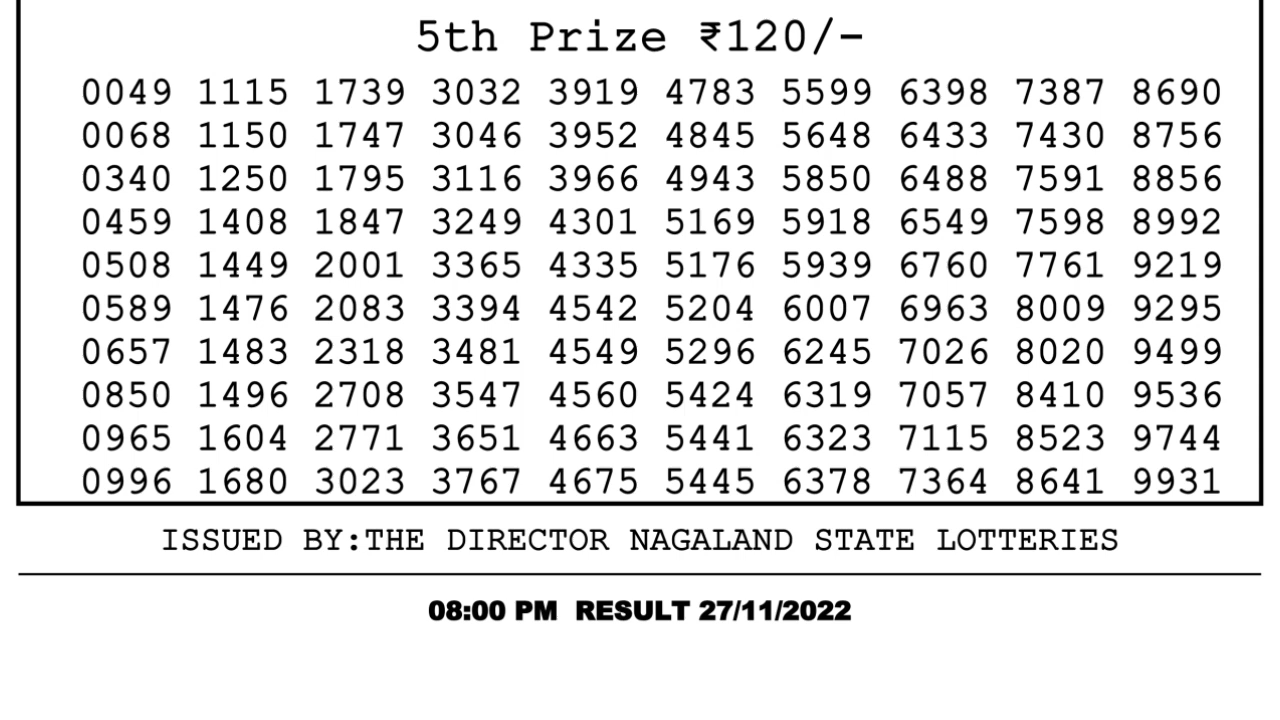 5th Prize ₹120/-
0049 1115 1739 3032 3919 4783 5599 6398 7387 8690
0068 1150 1747 3046 3952 4845 5648 6433 7430 8756
0340 1250 1795 3116 3966 4943 5850 6488 7591 8856
0459 1408 1847 3249 4301 5169 5918 6549 7598 8992
0508 1449 2001 3365 4335 5176 5939 6760 7761 9219
0589 1476 2083 3394 4542 5204 6007 6963 8009 9295
0657 1483 2318 3481 4549 5296 6245 7026 8020 9499
0850 1496 2708 3547 4560 5424 6319 7057 8410 9536
0965 1604 2771 3651 4663 5441 6323 7115 8523 9744
0996 1680 3023 3767 4675 5445 6378 7364 8641 9931
ISSUED BY:THE DIRECTOR NAGALAND STATE LOTTERIES
08:00 PM RESULT 27/11/2022